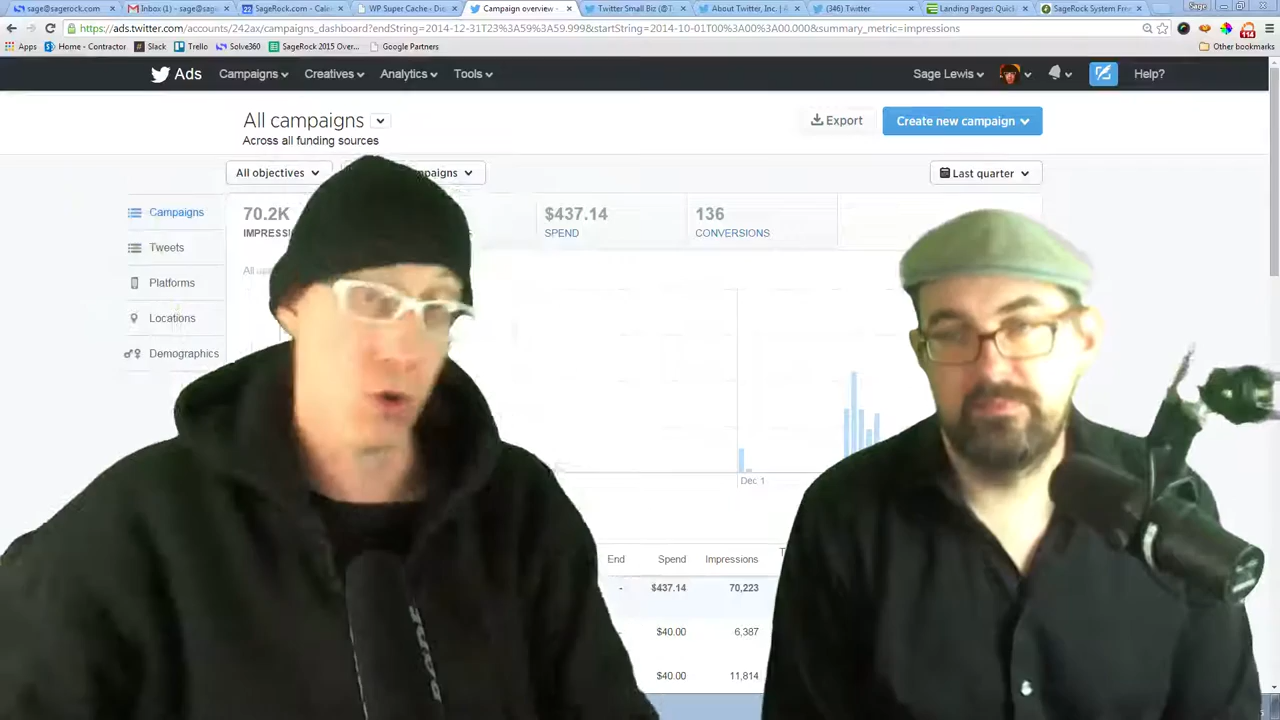 sage@sagerock.com
Inbox (1) - sage@sag
SageRock.com - Calen
WP Super Cache ‹ Dis
Campaign overview -
Twitter Small Biz (@T
About Twitter, Inc. |
(346) Twitter
Landing Pages: Quick
SageRock System Free
Sage
https://ads.twitter.com/accounts/242ax/campaigns_dashboard?endString=2014-12-31T23%3A59%3A59.999&startString=2014-10-01T00%3A00%3A00.000&summary_metric=impressions
Apps
Home - Contractor
Slack
Trello
Solve360
SageRock 2015 Over...
Google Partners
Other bookmarks
114
Ads
Campaigns
Creatives
Analytics
Tools
Sage Lewis
Help?
All campaigns
Export
Create new campaign
Across all funding sources
All objectives
Last quarter
Campaigns
Tweets
Platforms
Locations
Demographics
70.2K
$437.14
SPEND
136
CONVERSIONS
Dec 1
End
Spend
Impressions
-
$437.14
70,223
$40.00
6,387
$40.00
11,814